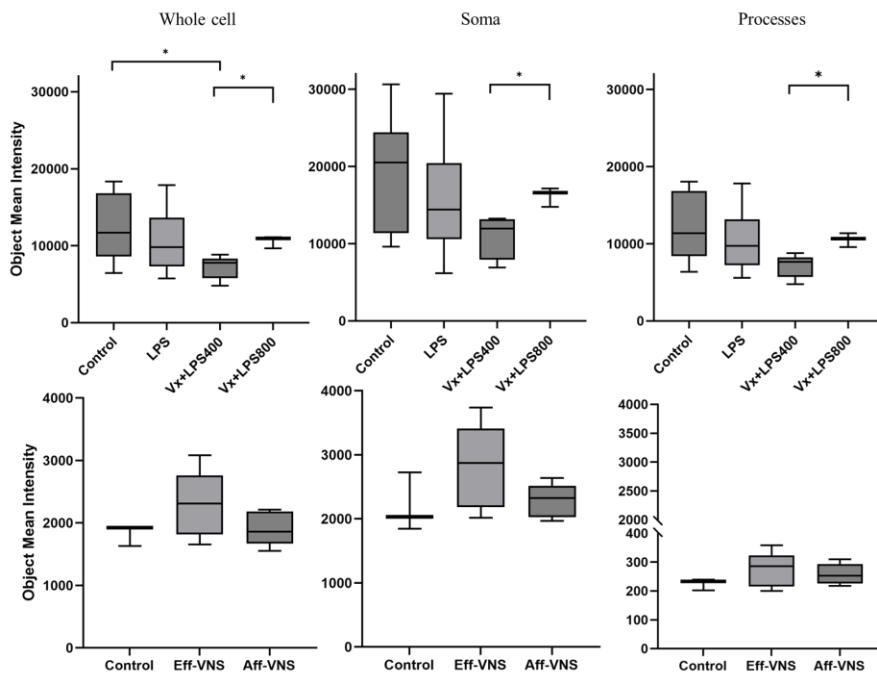 Whole cell
Soma
Processes
*
*
*
*
Object Mean Intensity
30000
20000
10000
0
Control
LPS
Vx+LPS400
Vx+LPS800
30000
20000
10000
0
Control
LPS
Vx+LPS400
Vx+LPS800
30000
20000
10000
0
Control
LPS
Vx+LPS400
Vx+LPS800
Object Mean Intensity
4000
3000
2000
1000
0
Control
Eff-VNS
Aff-VNS
4000
3000
2000
1000
0
Control
Eff-VNS
Aff-VNS
4000
3500
3000
2500
2000
400
300
200
100
0
Control
Eff-VNS
Aff-VNS